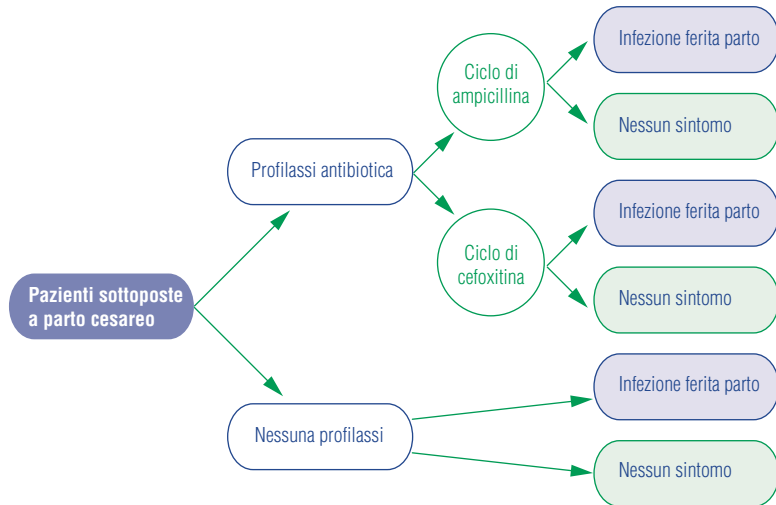 Infezione ferita parto
Ciclo di
ampicillina
Nessun sintomo
Profilassi antibiotica
Infezione ferita parto
Ciclo di
cefoxitina
Nessun sintomo
Pazienti sottoposte
a parto cesareo
Infezione ferita parto
Nessuna profilassi
Nessun sintomo